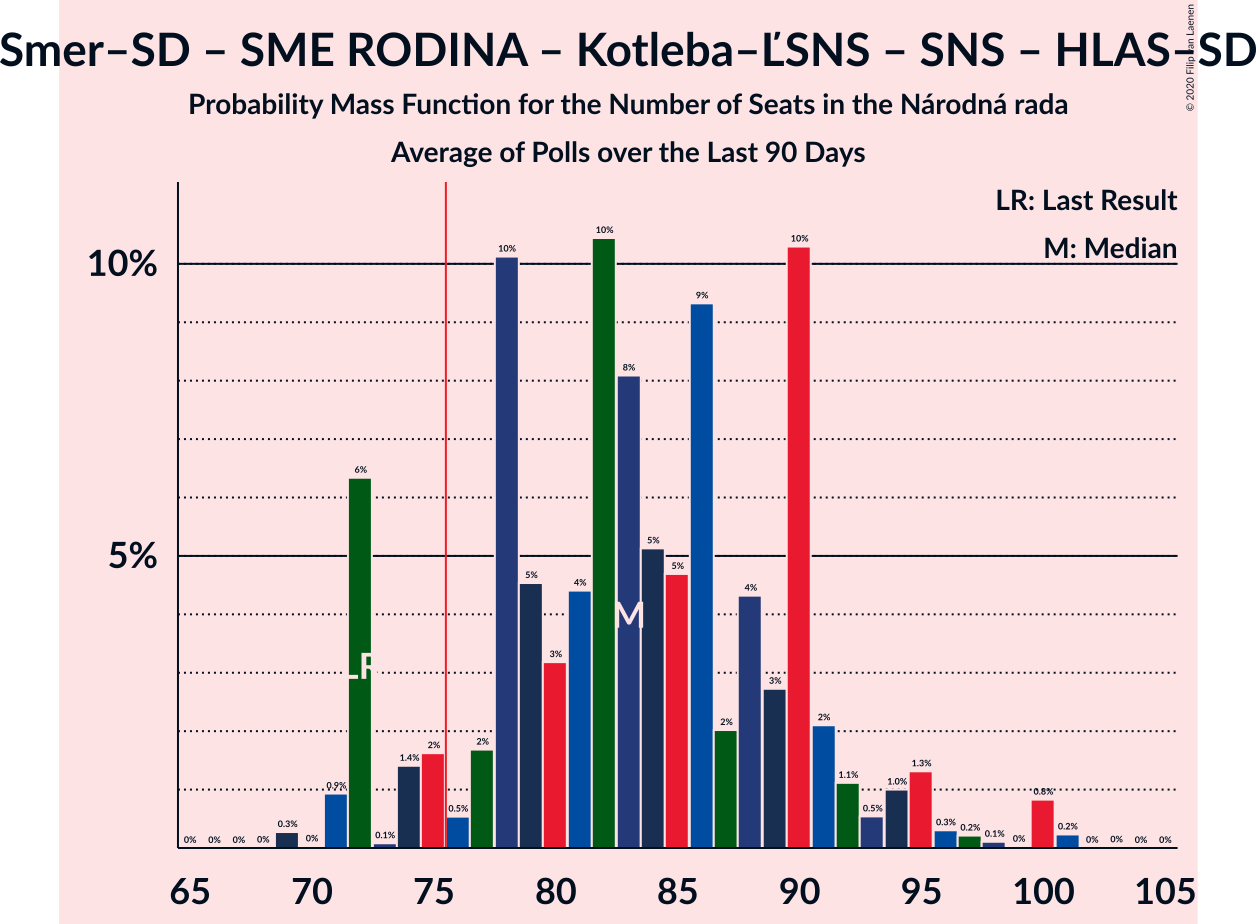 Smer–SD – SME RODINA – Kotleba–ĽSNS – SNS – HLAS–SD
© 2020 Filip van Laenen
Probability Mass Function for the Number of Seats in the Národná rada
Average of Polls over the Last 90 Days
LR: Last Result
M: Median
10%
5%
0% 0% 0% 0% 0.3% 0% 0.9% 6% 0.1% 1.4% 2% 0.5% 2% 10% 5% 3% 4% 10% 8% 5% 5% 9% 2% 4% 3% 10% 2% 1.1% 0.5% 1.0% 1.3% 0.3% 0.2% 0.1% 0% 0.8% 0.2% 0% 0% 0% 0%
LR
M
65 70 75 80 85 90 95 100 105